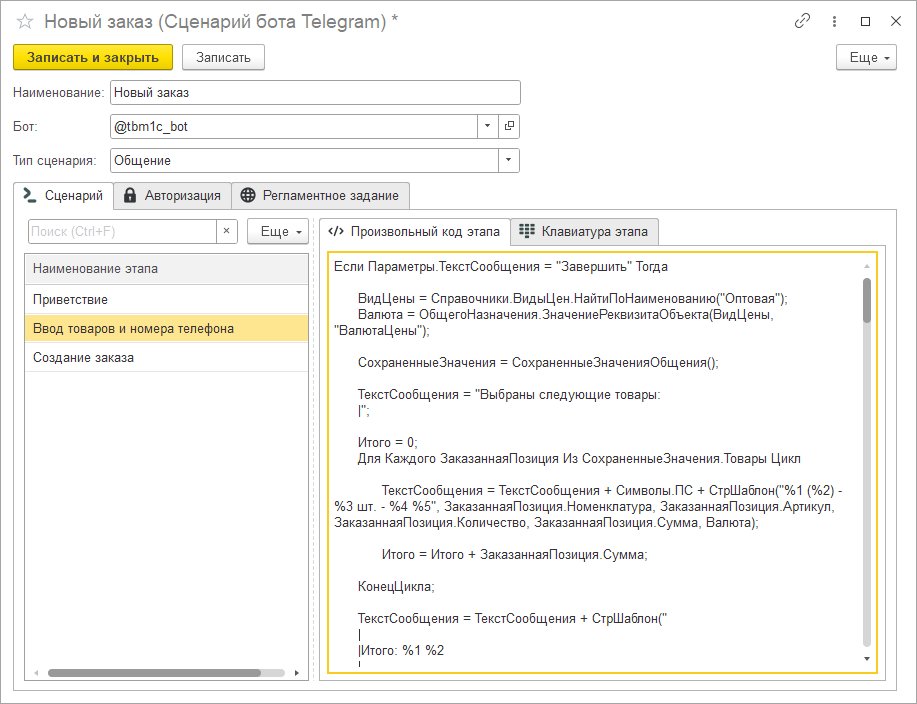 Новый заказ (Сценарий бота Telegram) *
Записать и закрыть
Записать
Еще
Наименование:
Новый заказ
Бот:
@tbm1c_bot
Тип сценария:
Общение
Сценарий
Авторизация
Регламентное задание
Поиск (Ctrl+F)
×
Еще
Наименование этапа
Приветствие
Ввод товаров и номера телефона
Создание заказа
Произвольный код этапа
Клавиатура этапа
Если Параметры.ТекстСообщения = "Завершить" Тогда
ВидЦены = Справочники.ВидыЦен.НайтиПоНаименованию("Оптовая");
Валюта = ОбщегоНазначения.ЗначениеРеквизитаОбъекта(ВидЦены,
"ВалютаЦены");
СохраненныеЗначения = СохраненныеЗначенияОбщения();
ТекстСообщения = "Выбраны следующие товары:
|";
Итого = 0;
Для Каждого ЗаказаннаяПозиция Из СохраненныеЗначения.Товары Цикл
ТекстСообщения = ТекстСообщения + Символы.ПС + СтрШаблон("%1 (%2) -
%3 шт. - %4 %5", ЗаказаннаяПозиция.Номенклатура, ЗаказаннаяПозиция.Артикул,
ЗаказаннаяПозиция.Количество, ЗаказаннаяПозиция.Сумма, Валюта);
Итого = Итого + ЗаказаннаяПозиция.Сумма;
КонецЦикла;
ТекстСообщения = ТекстСообщения + СтрШаблон("
|
|Итого: %1 %2
|